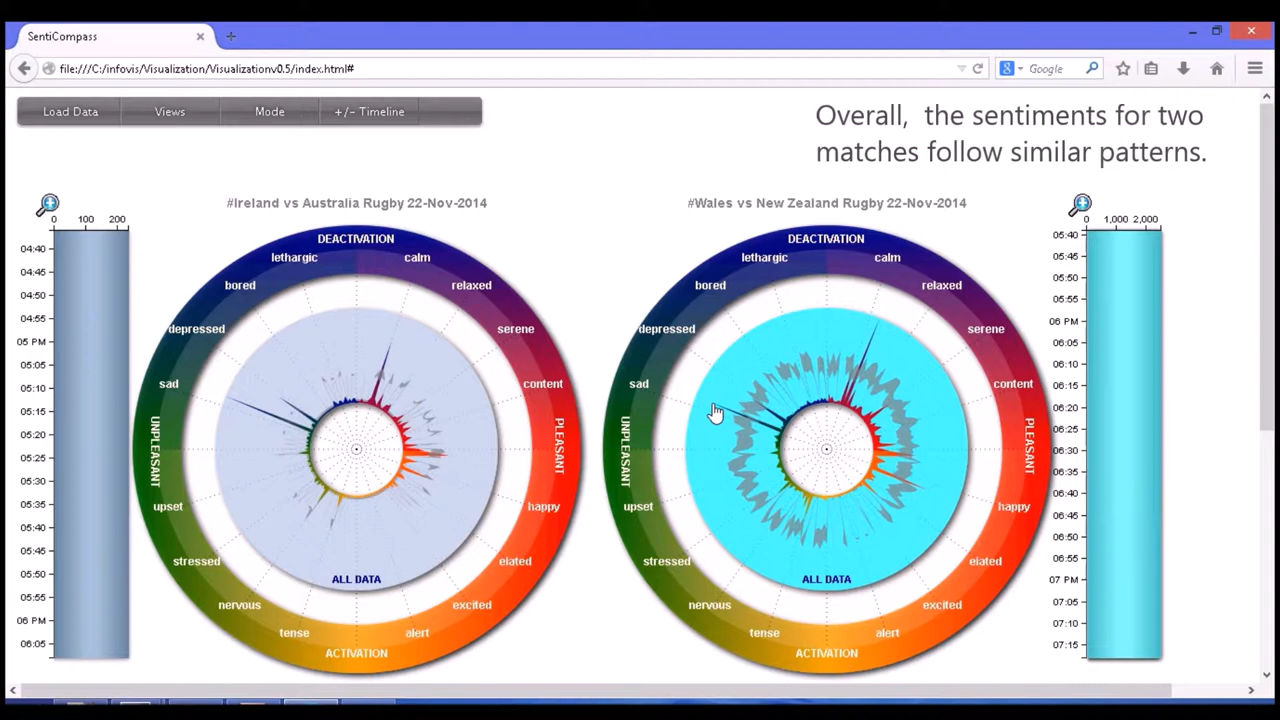 SentiCompass
file:///C:/infovis/Visualization/Visualizationv0.5/index.html#
Google
Load Data Views Mode +/- Timeline
Overall, the sentiments for two
matches follow similar patterns.
0 100 200
04:40
04:45
04:50
04:55
05 PM
05:05
05:10
05:15
05:20
05:25
05:30
05:35
05:40
05:45
05:50
05:55
06 PM
06:05
#Ireland vs Australia Rugby 22-Nov-2014
DEACTIVATION
lethargic
calm
bored
relaxed
depressed
serene
sad
content
UNPLEASANT
PLEASANT
upset
happy
stressed
elated
ALL DATA
nervous
excited
tense
alert
ACTIVATION
#Wales vs New Zealand Rugby 22-Nov-2014
DEACTIVATION
lethargic
calm
bored
relaxed
depressed
serene
sad
content
UNPLEASANT
PLEASANT
upset
happy
stressed
elated
ALL DATA
nervous
excited
tense
alert
ACTIVATION
0 1,000 2,000
05:40
05:45
05:50
05:55
06 PM
06:05
06:10
06:15
06:20
06:25
06:30
06:35
06:40
06:45
06:50
06:55
07 PM
07:05
07:10
07:15